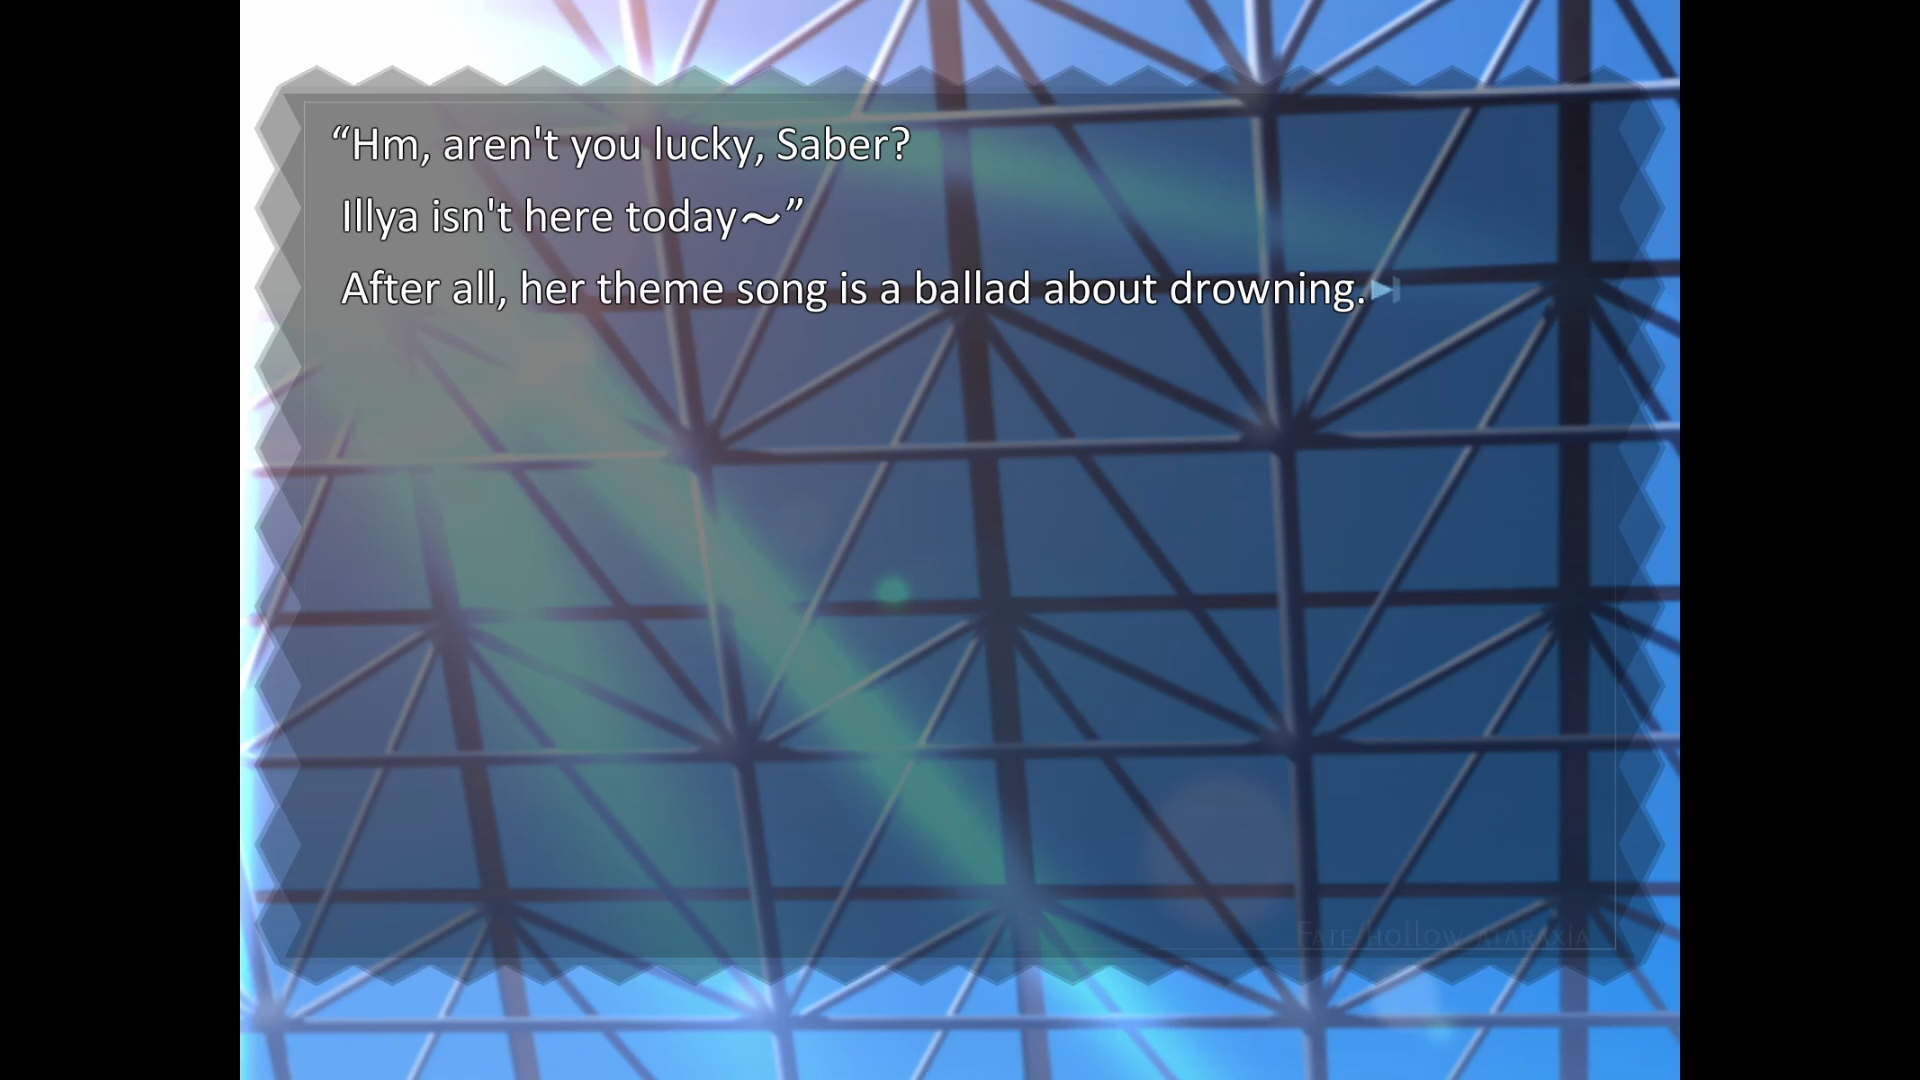 “Hm, aren't you lucky, Saber?
Illya isn't here today～”
After all, her theme song is a ballad about drowning.
Fate/hollow ataraxia